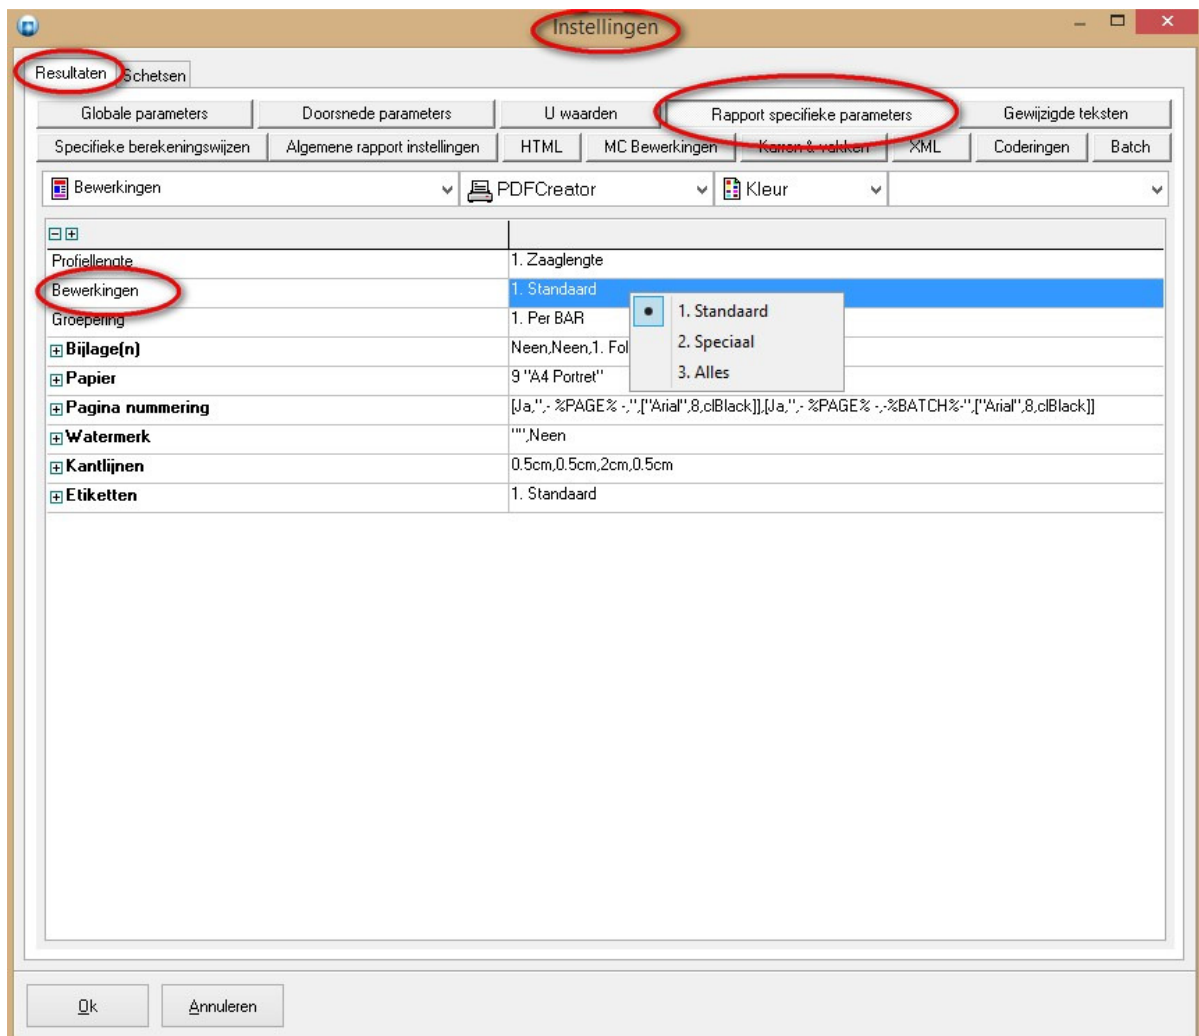 Instellingen
Resultaten Schetsen
Globale parameters Doorsnede parameters U waarden Rapport specifieke parameters Gewijzigde teksten
Specifieke berekeningswijzen Algemene rapport instellingen HTML MC Bewerkingen Karren & vakken XML Coderingen Batch
Bewerkingen PDFCreator Kleur
Profiellengte 1. Zaaglengte
Bewerkingen 1. Standaard
Groepering 1. Per BAR
1. Standaard
2. Speciaal
3. Alles
Bijlage(n) Neen,Neen,1. Fol
Papier 9 "A4 Portret"
Pagina nummering [Ja,'',- %PAGE% -,'',["Arial",8,clBlack]],[Ja,'',- %PAGE% -,-%BATCH%-'',["Arial",8,clBlack]]
Watermerk "",Neen
Kantlijnen 0.5cm,0.5cm,2cm,0.5cm
Etiketten 1. Standaard
Ok Annuleren